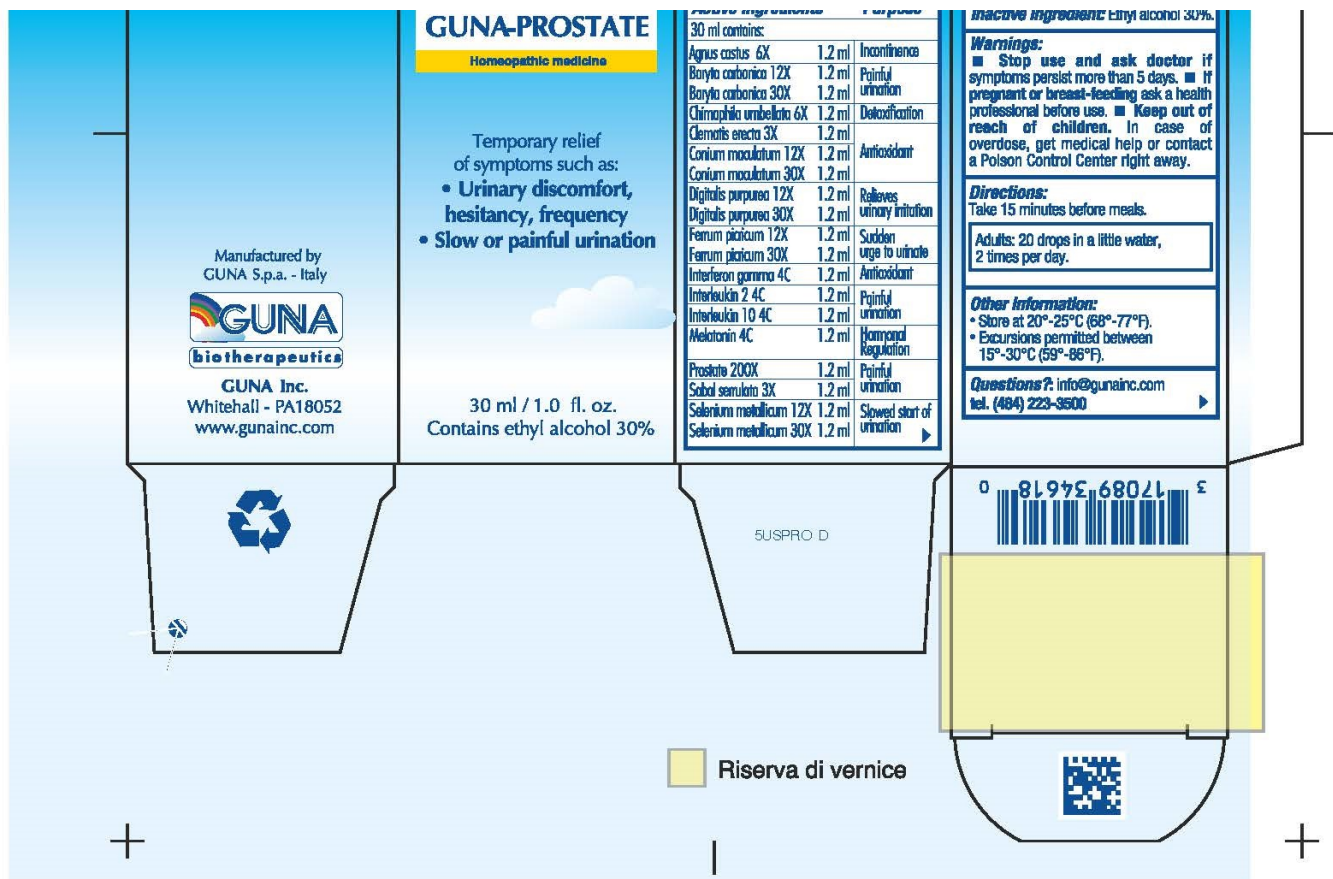 Manufactured by
GUNA S.p.a. - Italy
GUNA
biotherapeutics
GUNA Inc.
Whitehall - PA18052
www.gunainc.com
GUNA-PROSTATE
Homeopathic medicine
Temporary relief
of symptoms such as:
• Urinary discomfort,
hesitancy, frequency
• Slow or painful urination
30 ml / 1.0 fl. oz.
Contains ethyl alcohol 30%
Active Ingredients Purpose
30 ml contains:
Agnus castus 6X 1.2 ml Incontinence
Baryta carbonica 12X 1.2 ml Painful
Baryta carbonica 30X 1.2 ml urination
Chimaphila umbellata 6X 1.2 ml Detoxification
Clematis erecta 3X 1.2 ml
Conium maculatum 12X 1.2 ml Antioxidant
Conium maculatum 30X 1.2 ml
Digitalis purpurea 12X 1.2 ml Relieves
Digitalis purpurea 30X 1.2 ml urinary irritation
Ferrum picricum 12X 1.2 ml Sudden
Ferrum picricum 30X 1.2 ml urge to urinate
Interferon gamma 4C 1.2 ml Antioxidant
Interleukin 2 4C 1.2 ml Painful
Interleukin 10 4C 1.2 ml urination
Melatonin 4C 1.2 ml Hormonal
Regulation
Prostate 200X 1.2 ml Painful
Sabal serrulata 3X 1.2 ml urination
Selenium metallicum 12X 1.2 ml Slowed start of
Selenium metallicum 30X 1.2 ml urination
Inactive ingredient: Ethyl alcohol 30%.
Warnings:
■ Stop use and ask doctor if
symptoms persist more than 5 days. ■ If
pregnant or breast-feeding ask a health
professional before use. ■ Keep out of
reach of children. In case of
overdose, get medical help or contact
a Poison Control Center right away.
Directions:
Take 15 minutes before meals.
Adults: 20 drops in a little water,
2 times per day.
Other Information:
• Store at 20°-25°C (68°-77°F).
• Excursions permitted between
15°-30°C (59°-86°F).
Questions?: info@gunainc.com
tel. (484) 223-3500
3 17089 34618 0
5USPRO D
Riserva di vernice